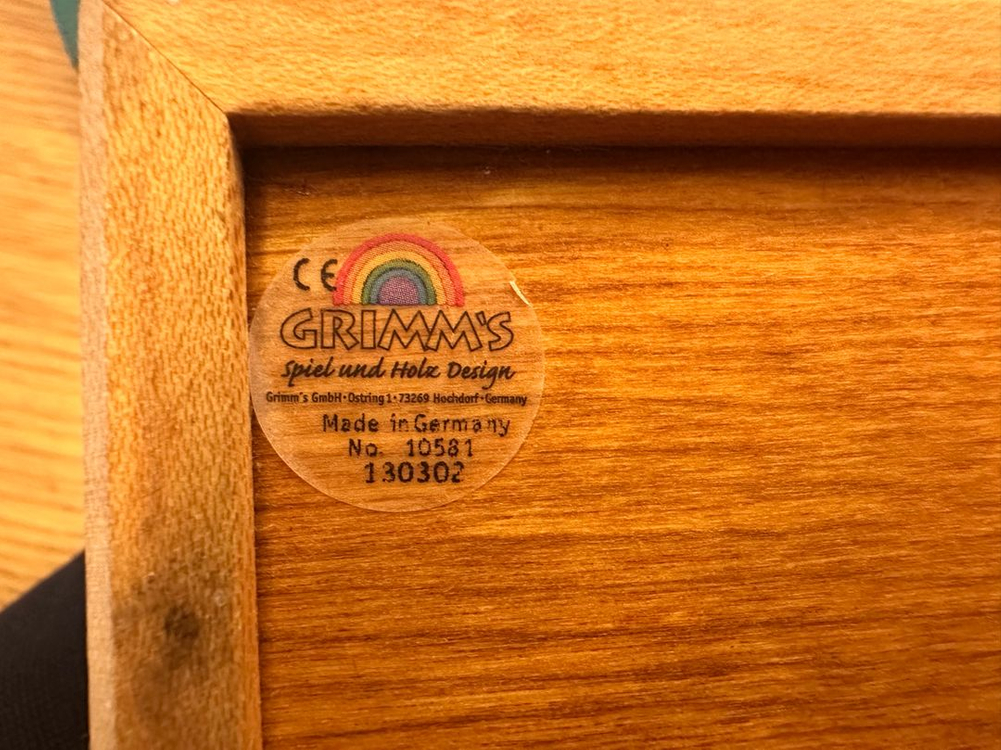 CE
GRIMM'S
Spiel und Holz Design
Grimm's GmbH · Ostring 1 · 73269 Hochdorf · Germany
Made in Germany
No. 10581
130302